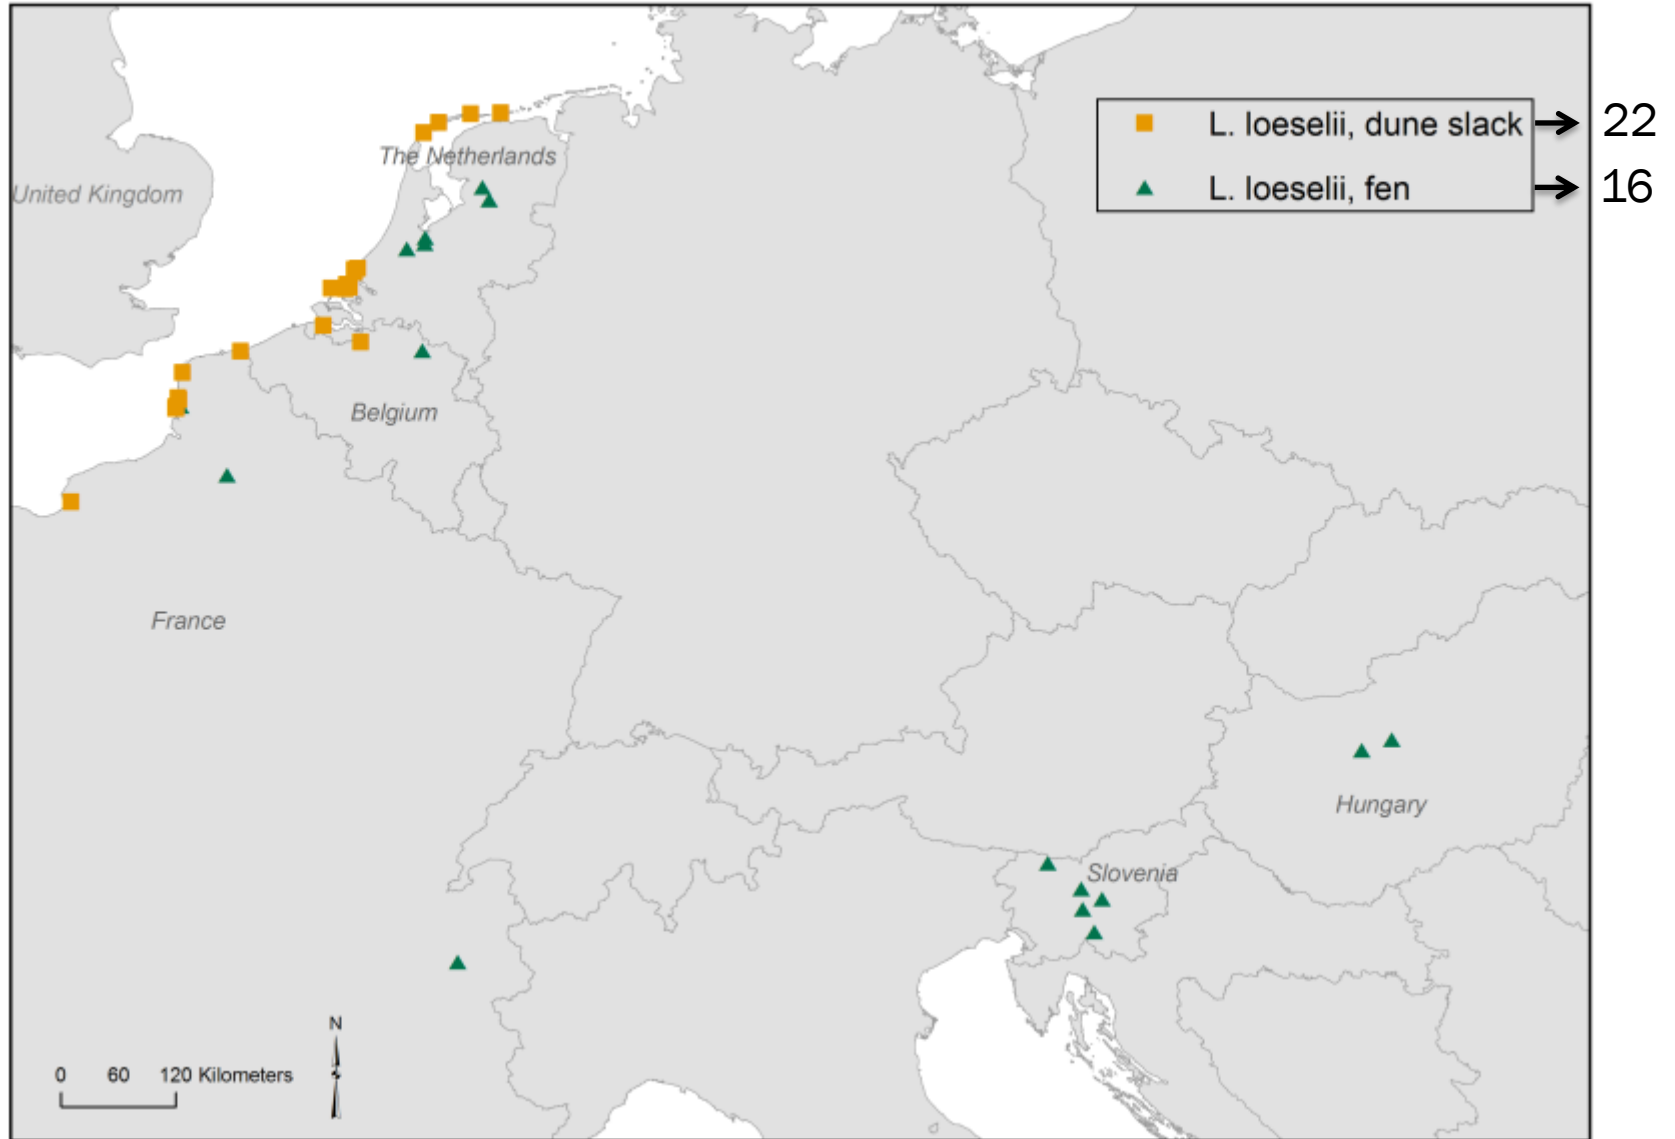 L. loeselii, dune slack 22
L. loeselii, fen 16
The Netherlands
United Kingdom
Belgium
France
Hungary
Slovenia
N
0 60 120 Kilometers